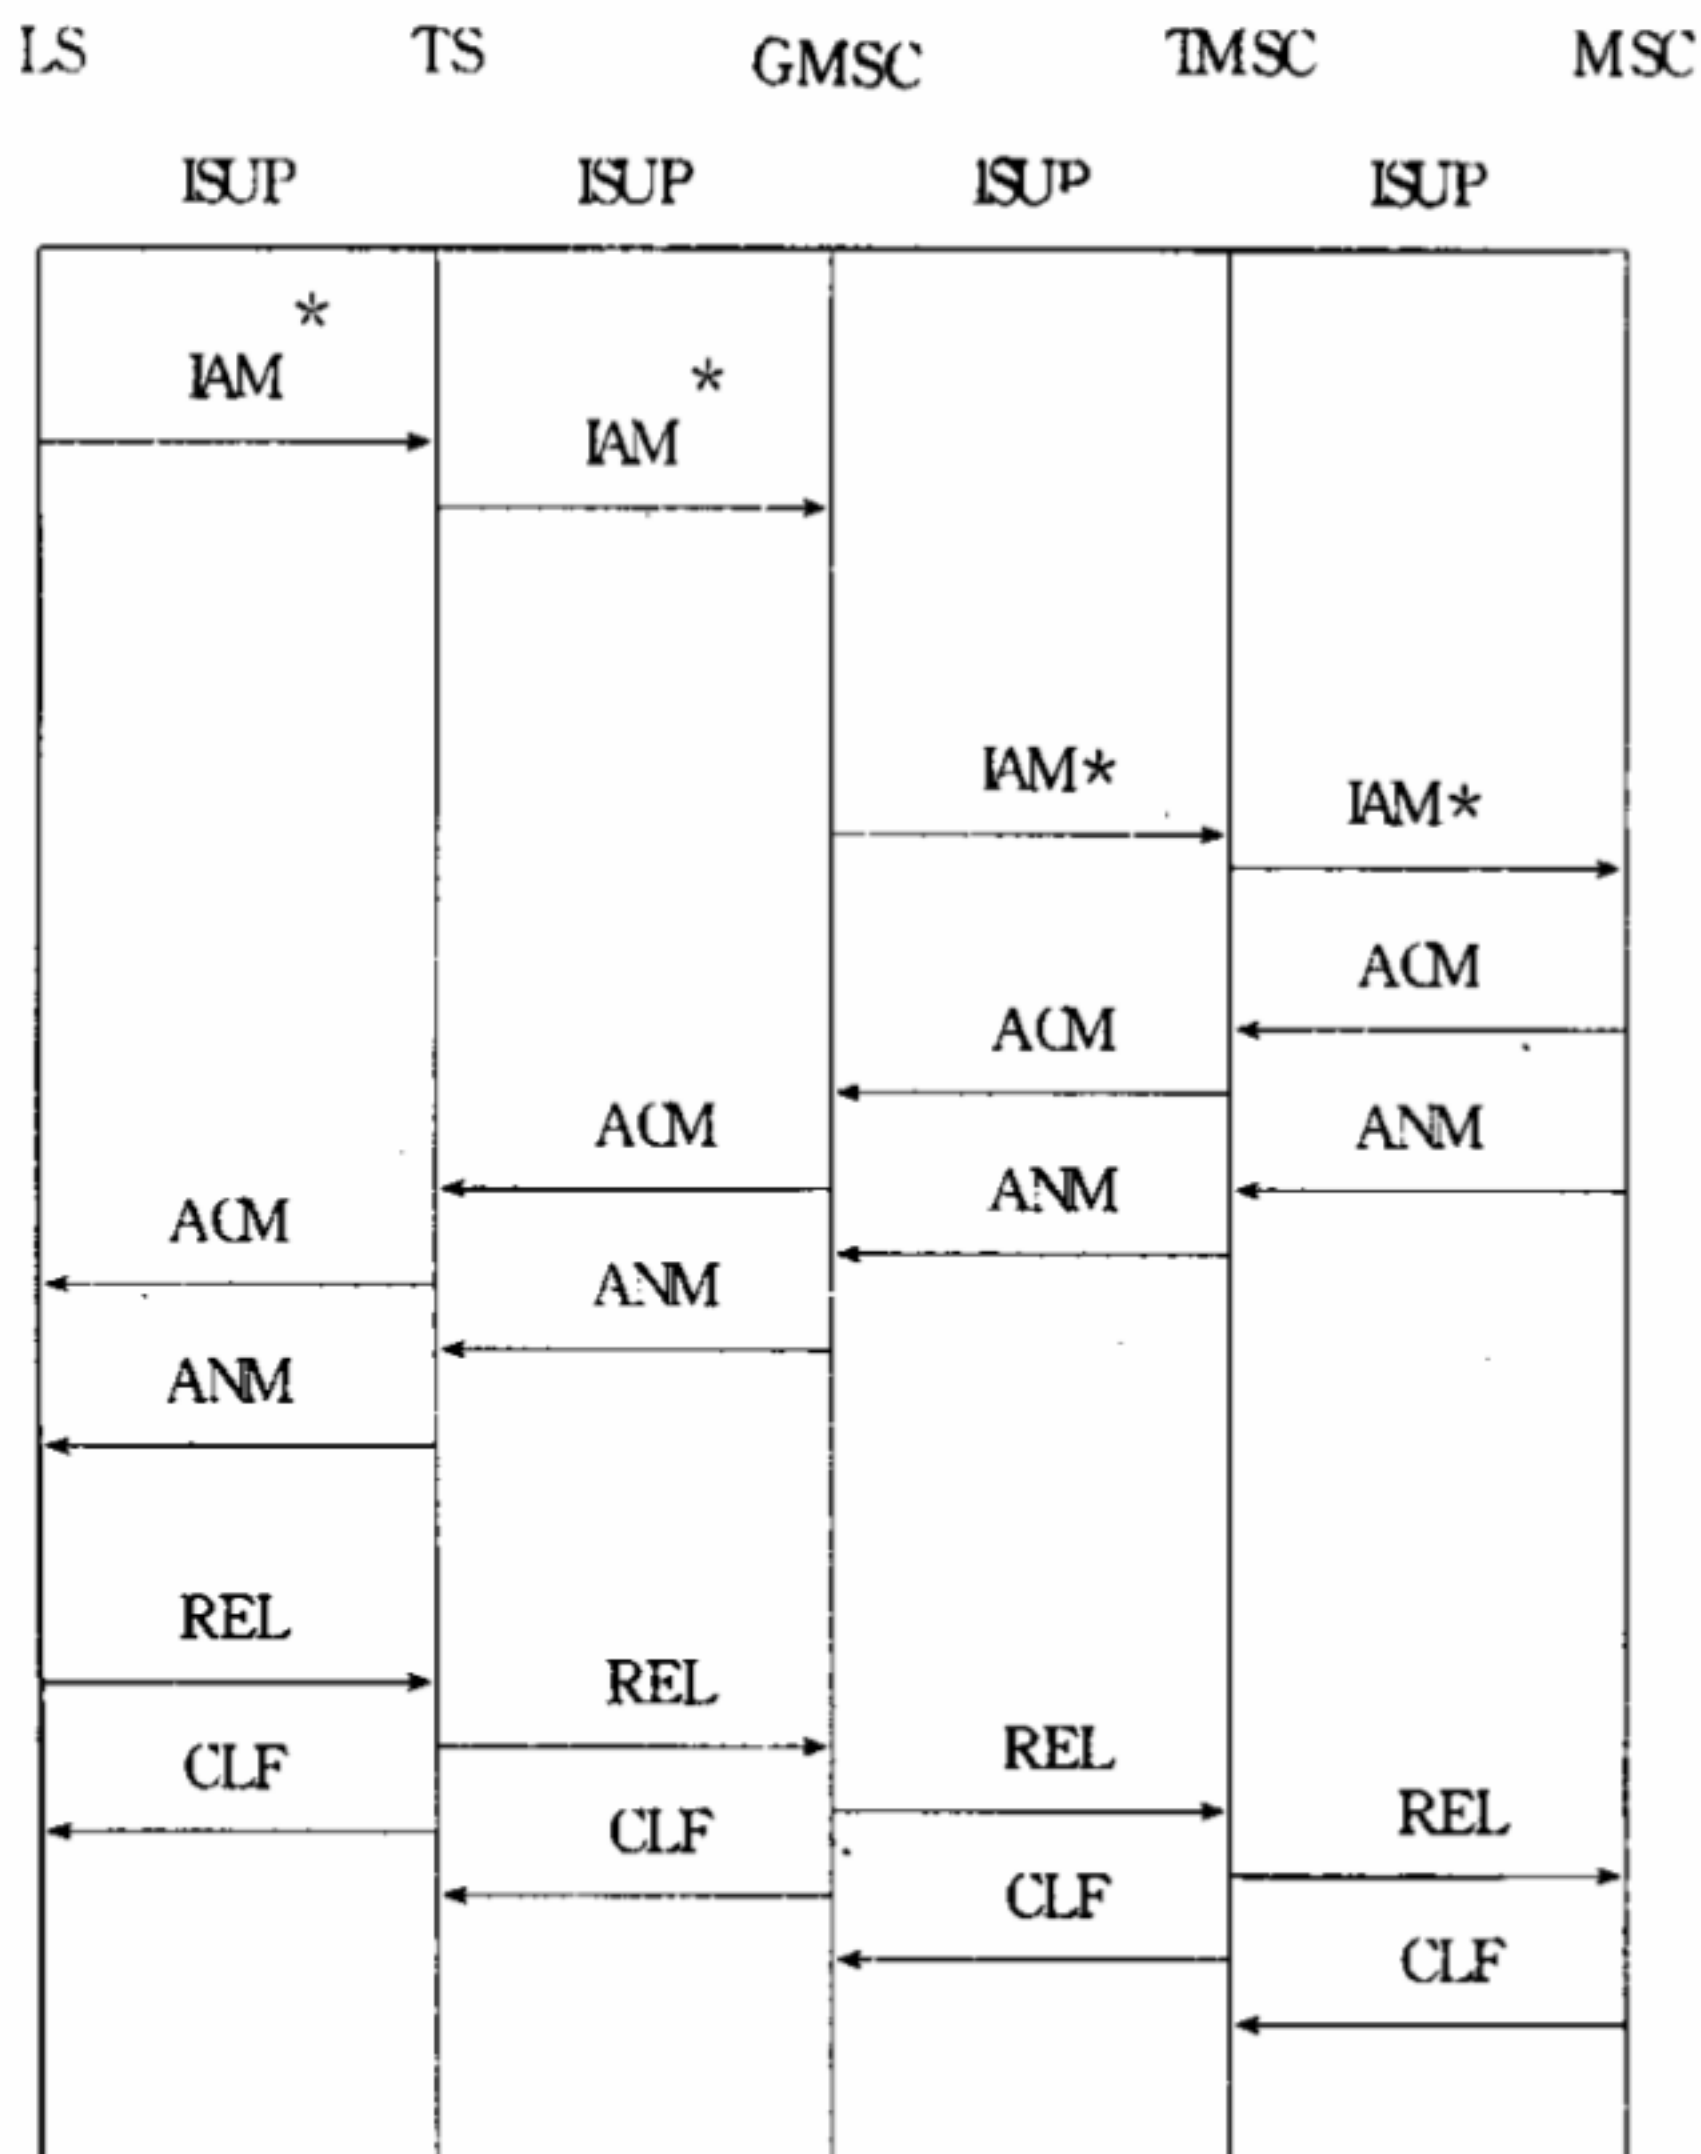 LS TS GMSC TMSC MSC
ISUP ISUP ISUP ISUP
*
IAM
*
IAM
IAM*
IAM*
ACM
ACM
ACM
ANM
ANM
ACM
ANM
ANM
REL
REL
REL
CLF
REL
CLF
CLF
CLF